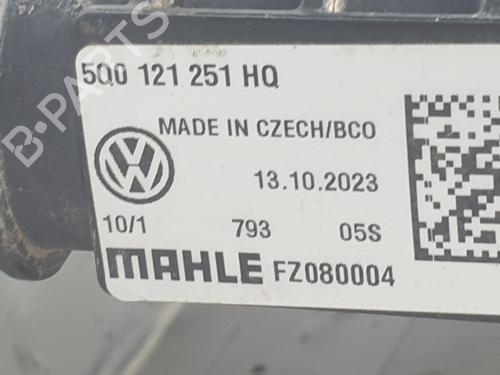 5Q0 121 251 HQ
MADE IN CZECH/BCO
13.10.2023
10/1 793 05S
MAHLE FZ080004
B-PARTS